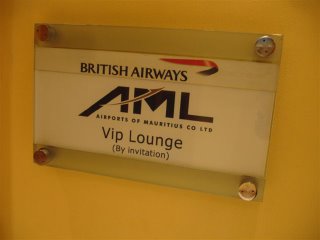 BRITISH AIRWAYS
AML
AIRPORTS OF MAURITIUS CO LTD
Vip Lounge
(By invitation)